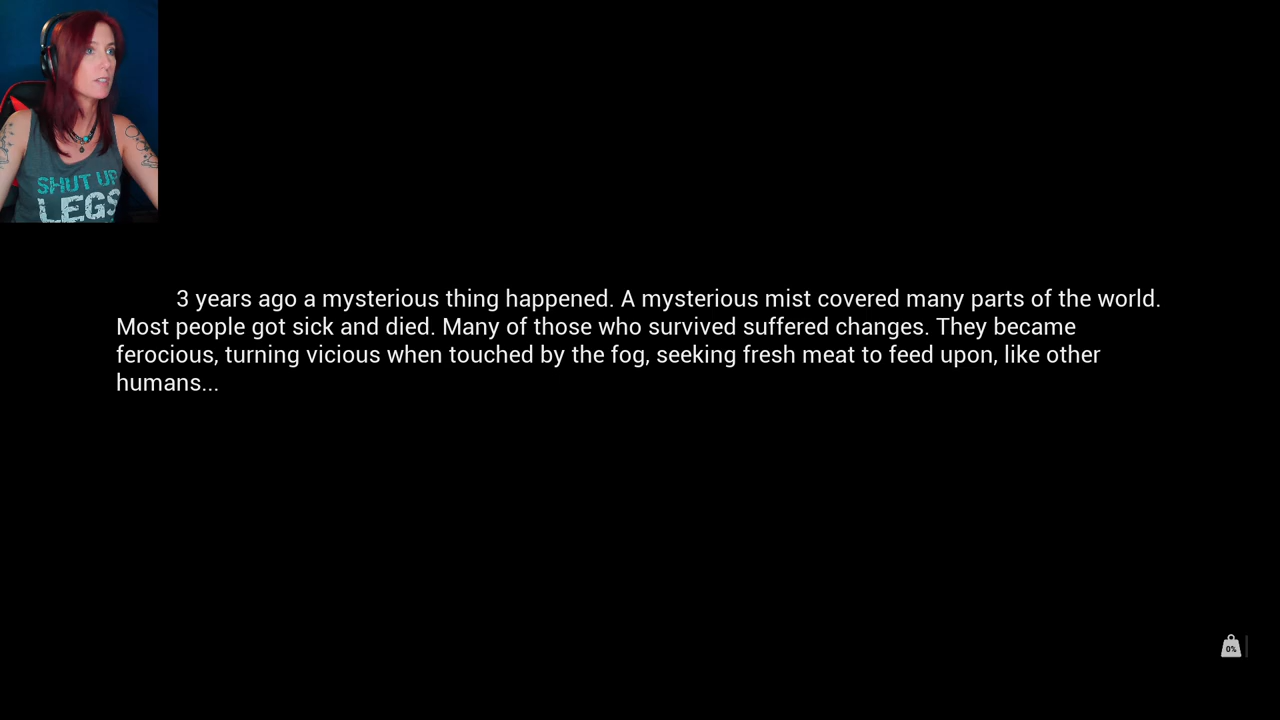 SHUT UP
LEGS
3 years ago a mysterious thing happened. A mysterious mist covered many parts of the world.
Most people got sick and died. Many of those who survived suffered changes. They became
ferocious, turning vicious when touched by the fog, seeking fresh meat to feed upon, like other
humans...
0%